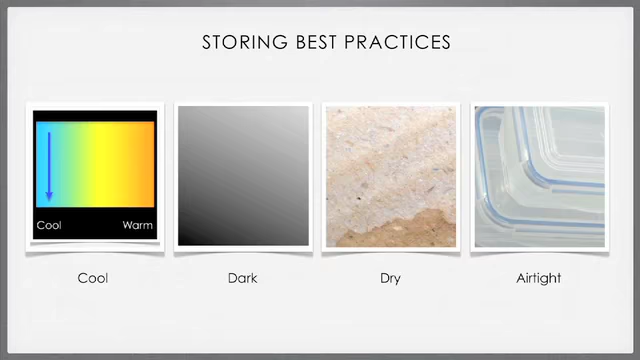 STORING BEST PRACTICES
Cool Warm
Cool
Dark
Dry
Airtight